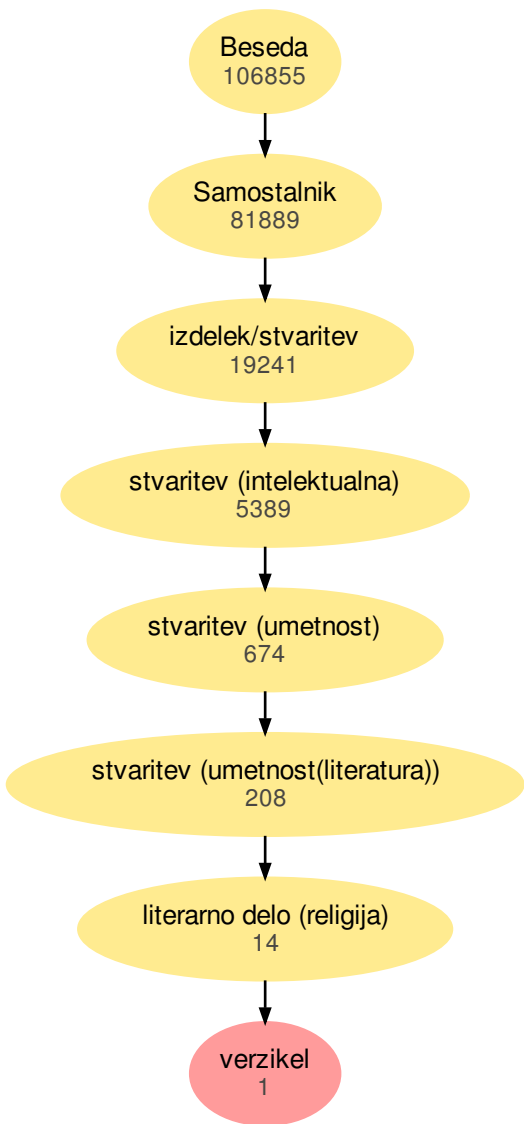 Beseda
106855
Samostalnik
81889
izdelek/stvaritev
19241
stvaritev (intelektualna)
5389
stvaritev (umetnost)
674
stvaritev (umetnost(literatura))
208
literarno delo (religija)
14
verzikel
1